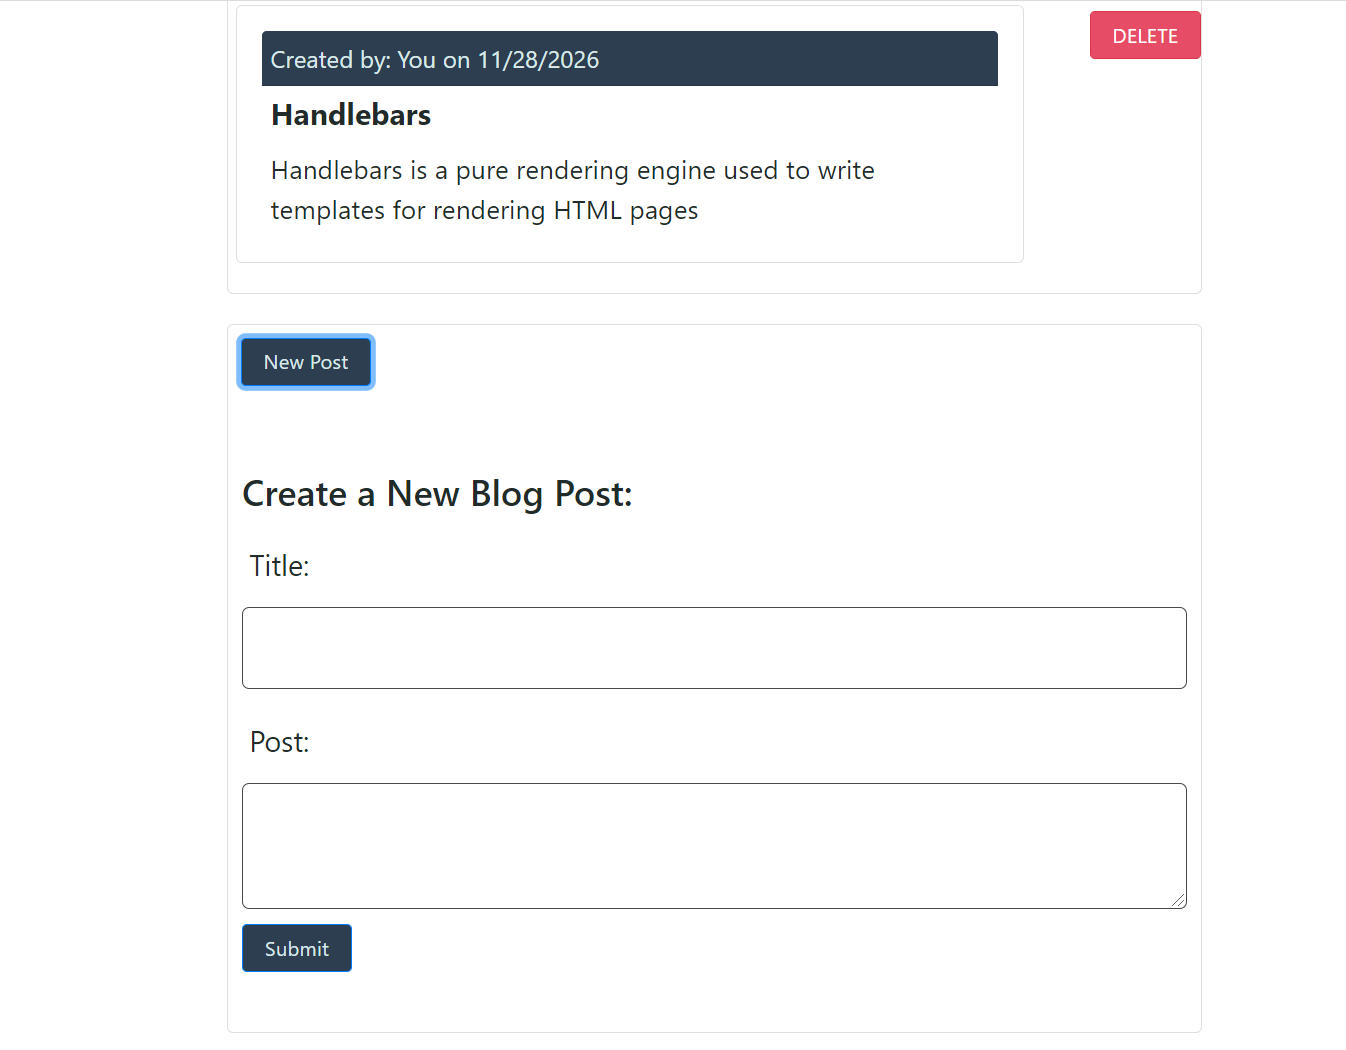 Created by: You on 11/28/2026
DELETE
Handlebars
Handlebars is a pure rendering engine used to write
templates for rendering HTML pages
New Post
Create a New Blog Post:
Title:
Post:
Submit